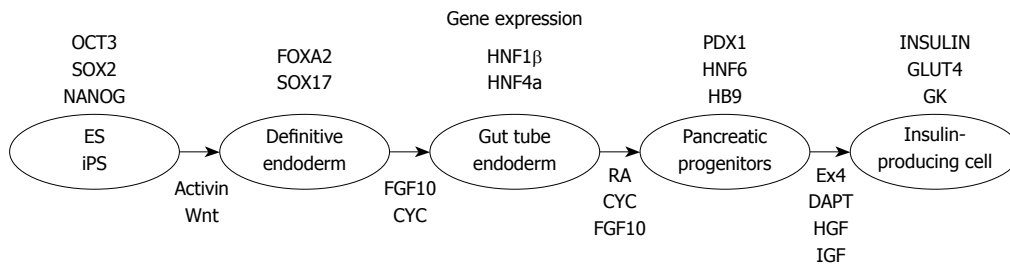 Gene expression
OCT3
SOX2
NANOG
FOXA2
SOX17
HNF1β
HNF4a
PDX1
HNF6
HB9
INSULIN
GLUT4
GK
ES
iPS
Definitive
endoderm
Gut tube
endoderm
Pancreatic
progenitors
Insulin-
producing cell
Activin
Wnt
FGF10
CYC
RA
CYC
FGF10
Ex4
DAPT
HGF
IGF